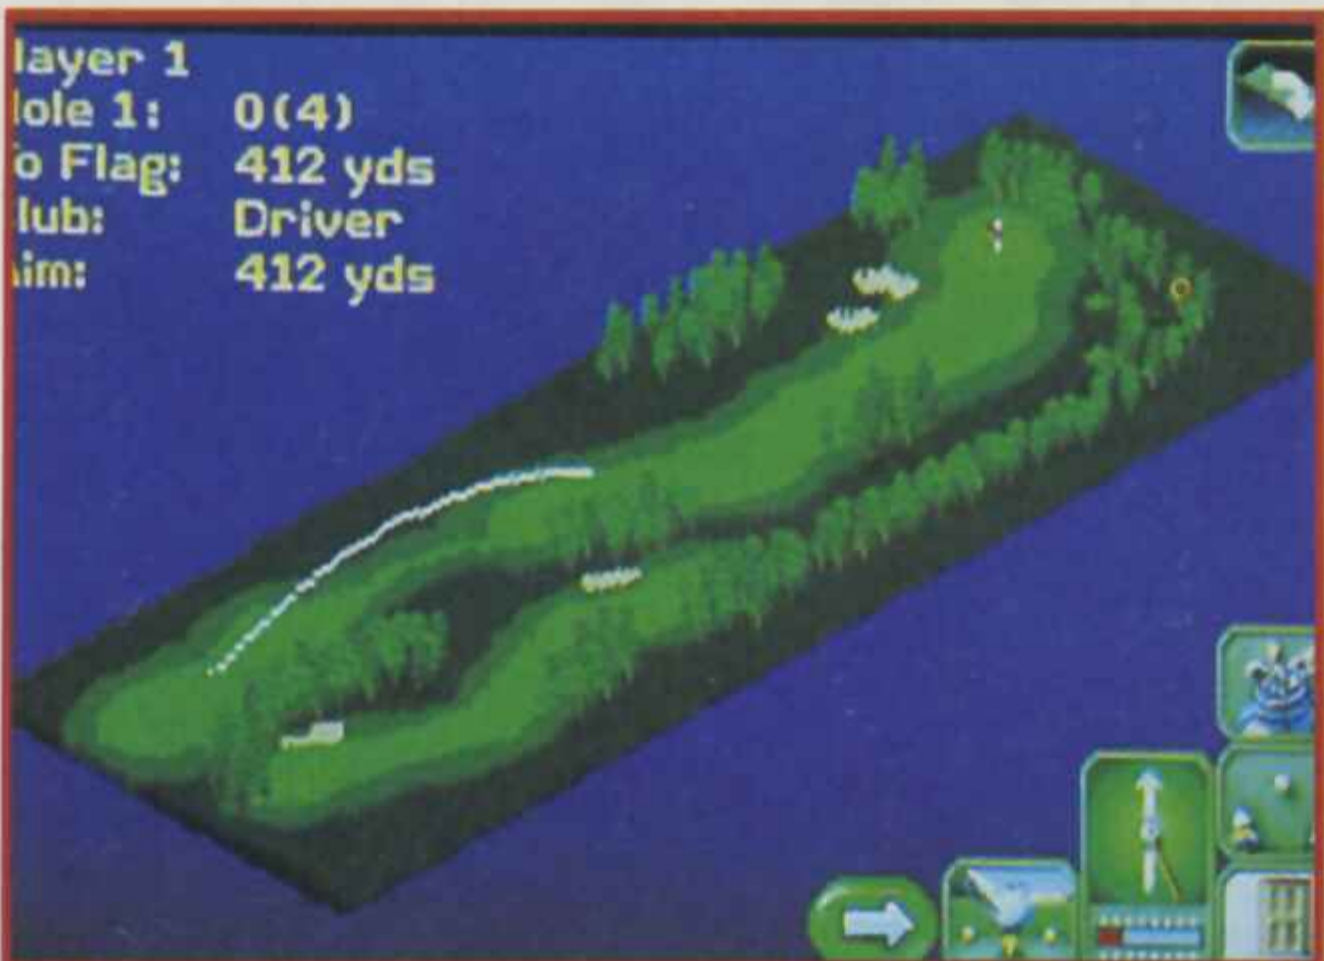 layer 1
lole 1: 0(4)
o Flag: 412 yds
lub: Driver
im: 412 yds